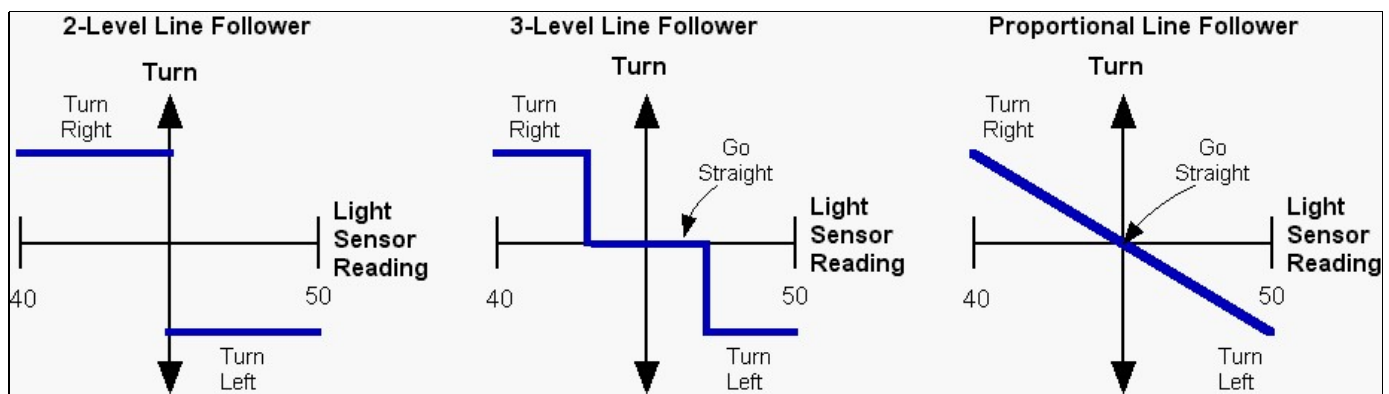 2-Level Line Follower
Turn
Turn
Right
Light
Sensor
Reading
40
50
Turn
Left
3-Level Line Follower
Turn
Turn
Right
Go
Straight
Light
Sensor
Reading
40
50
Turn
Left
Proportional Line Follower
Turn
Turn
Right
Go
Straight
Light
Sensor
Reading
40
50
Turn
Left